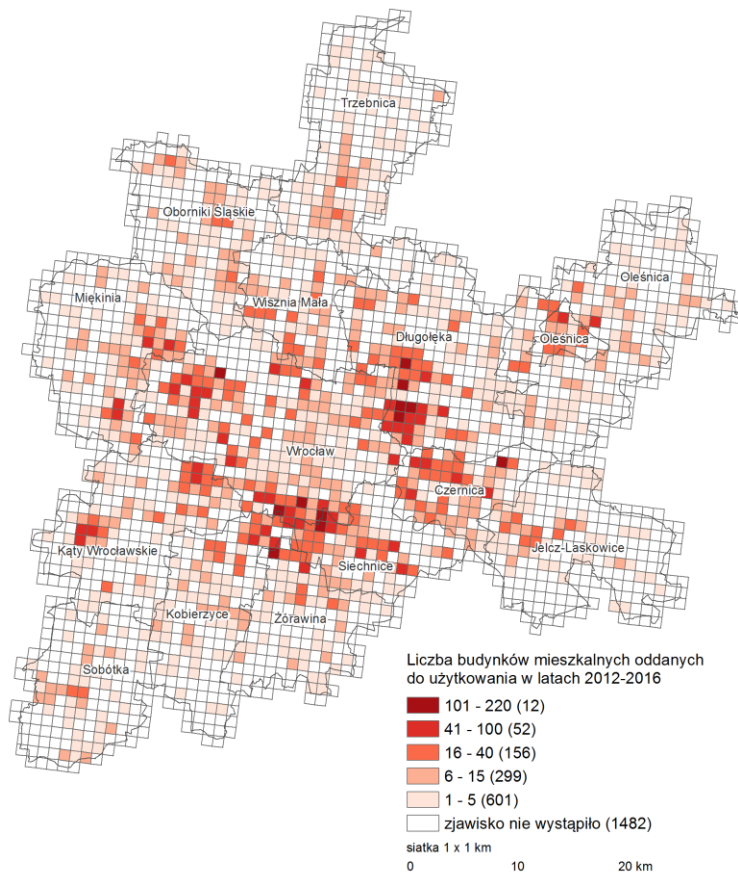 Trzebnica
Oborniki Śląskie
Oleśnica
Miękinia
Wisznia Mała
Długołęka
Oleśnica
Wrocław
Czernica
Kąty Wrocławskie
Jelcz-Laskowice
Siechnice
Kobierzyce
Żórawina
Sobótka
Liczba budynków mieszkalnych oddanych
do użytkowania w latach 2012-2016
101 - 220 (12)
41 - 100 (52)
16 - 40 (156)
6 - 15 (299)
1 - 5 (601)
zjawisko nie wystąpiło (1482)
siatka 1 x 1 km
0 10 20 km